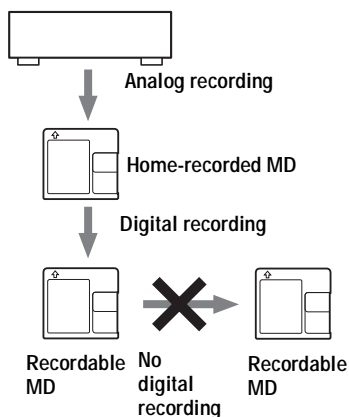 Analog recording
Home-recorded MD
Digital recording
Recordable
MD
No
digital
recording
Recordable
MD